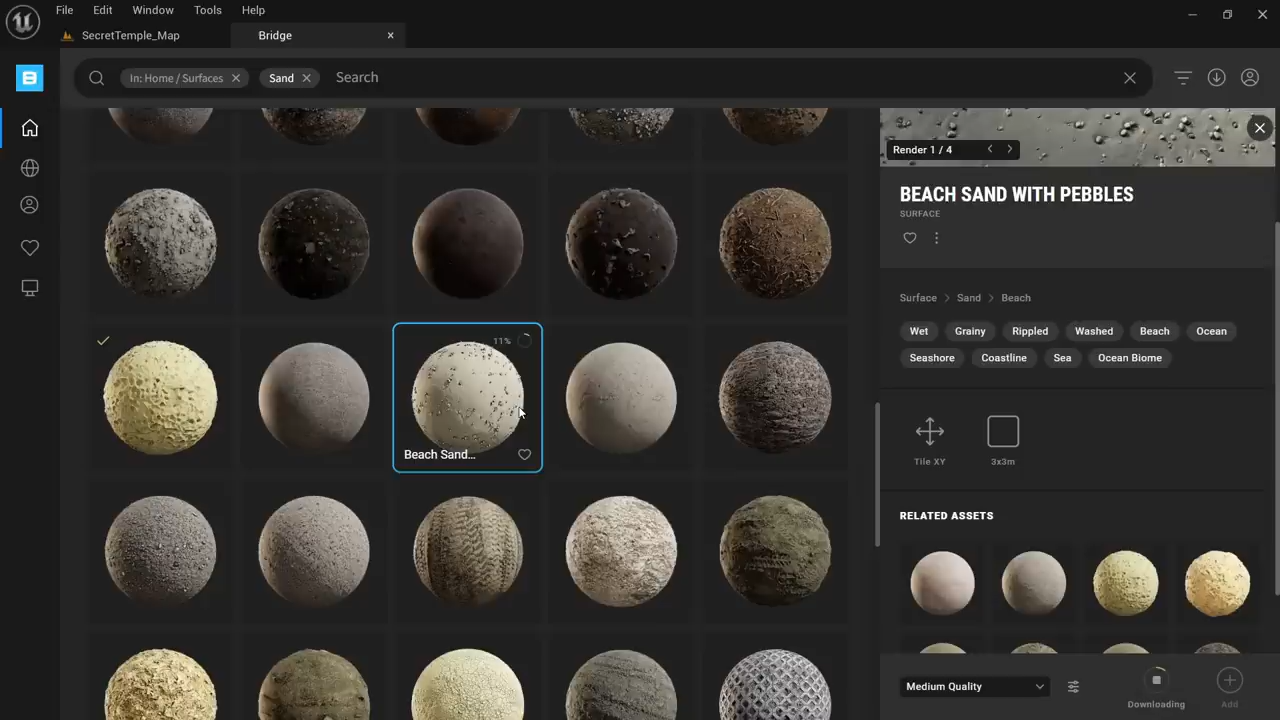 File Edit Window Tools Help
SecretTemple_Map
Bridge
In: Home / Surfaces
Sand
Search
Render 1 / 4
BEACH SAND WITH PEBBLES
SURFACE
Surface > Sand > Beach
Wet Grainy Rippled Washed Beach Ocean
Seashore Coastline Sea Ocean Biome
11%
Beach Sand...
Tile XY
3x3m
RELATED ASSETS
Medium Quality
Downloading
Add